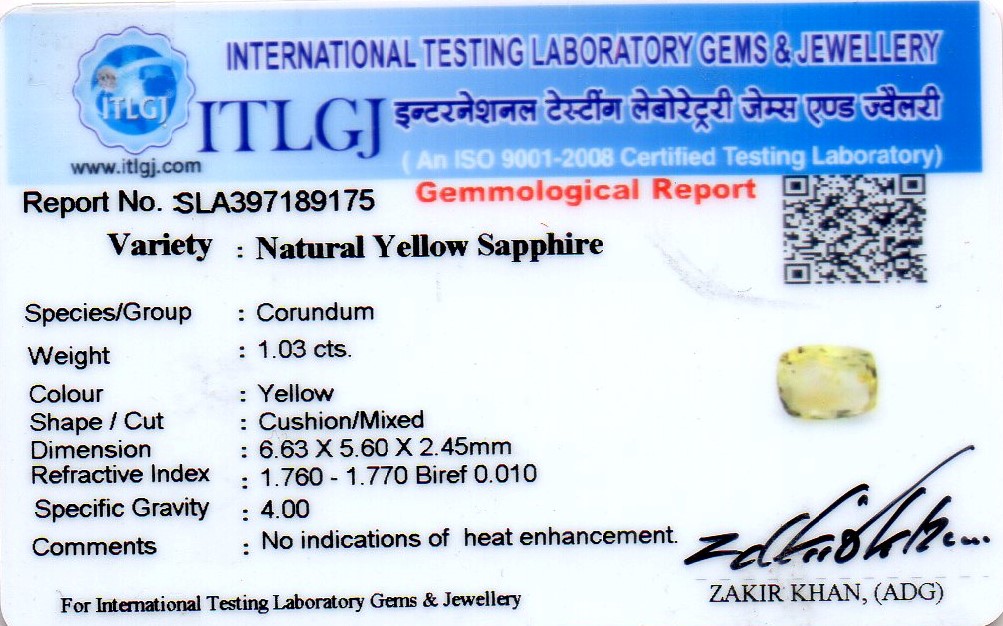 INTERNATIONAL TESTING LABORATORY GEMS & JEWELLERY
ITLGJ
ITLGJ इन्टरनेशनल टेस्टींग लेबोरेट्ररी जेम्स एण्ड ज्वैलरी
www.itlgj.com
( An ISO 9001-2008 Certified Testing Laboratory)
Report No. :SLA397189175
Gemmological Report
Variety : Natural Yellow Sapphire
Species/Group : Corundum
Weight : 1.03 cts.
Colour : Yellow
Shape / Cut : Cushion/Mixed
Dimension : 6.63 X 5.60 X 2.45mm
Refractive Index : 1.760 - 1.770 Biref 0.010
Specific Gravity : 4.00
Comments : No indications of heat enhancement.
ZAKIR KHAN, (ADG)
For International Testing Laboratory Gems & Jewellery